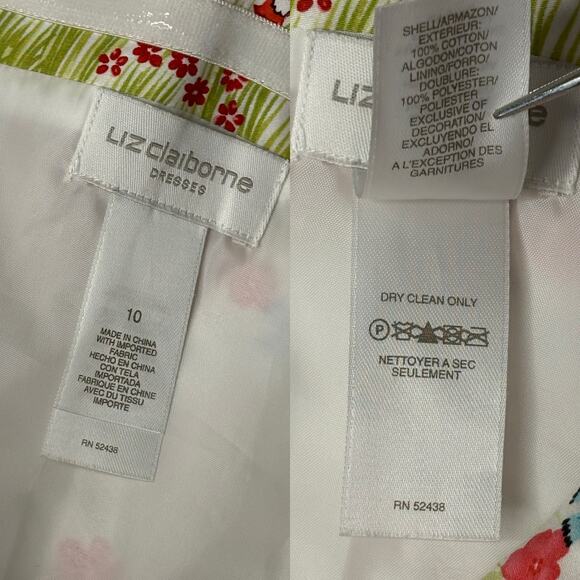 Liz claiborne
DRESSES
10
MADE IN CHINA
WITH IMPORTED
FABRIC
HECHO EN CHINA
CON TELA
IMPORTADA
FABRIQUE EN CHINE
AVEC DU TISSU
IMPORTE
RN 52438
SHELL/ARMAZON/
EXTERIEUR:
100% COTTON/
ALGODON/COTON
LINING/FORRO/
DOUBLURE:
100% POLYESTER/
POLIESTER
EXCLUSIVE OF
DECORATION/
EXCLUYENDO EL
ADORNO/
A L'EXCEPTION DES
GARNITURES
DRY CLEAN ONLY
P
NETTOYER A SEC
SEULEMENT
RN 52438